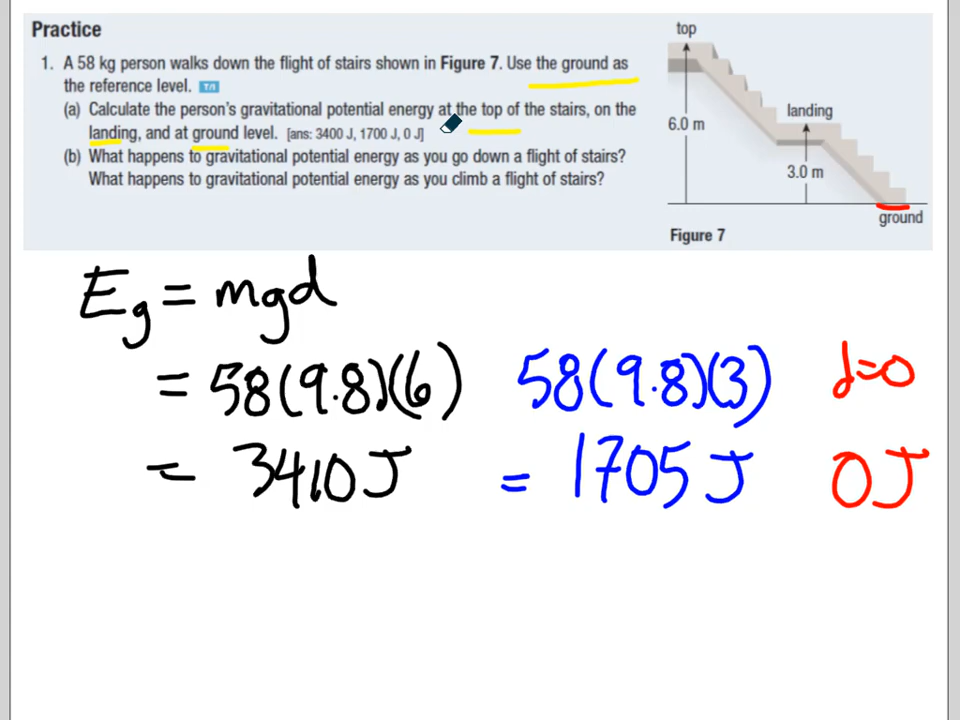 Practice
1. A 58 kg person walks down the flight of stairs shown in Figure 7. Use the ground as
the reference level. T/I
(a) Calculate the person's gravitational potential energy at the top of the stairs, on the
landing, and at ground level. [ans: 3400 J, 1700 J, 0 J]
(b) What happens to gravitational potential energy as you go down a flight of stairs?
What happens to gravitational potential energy as you climb a flight of stairs?
top
landing
6.0 m
3.0 m
ground
Figure 7
Eg = mgd
= 58(9.8)(6) 58(9.8)(3) d=0
= 3410 J = 1705 J 0 J